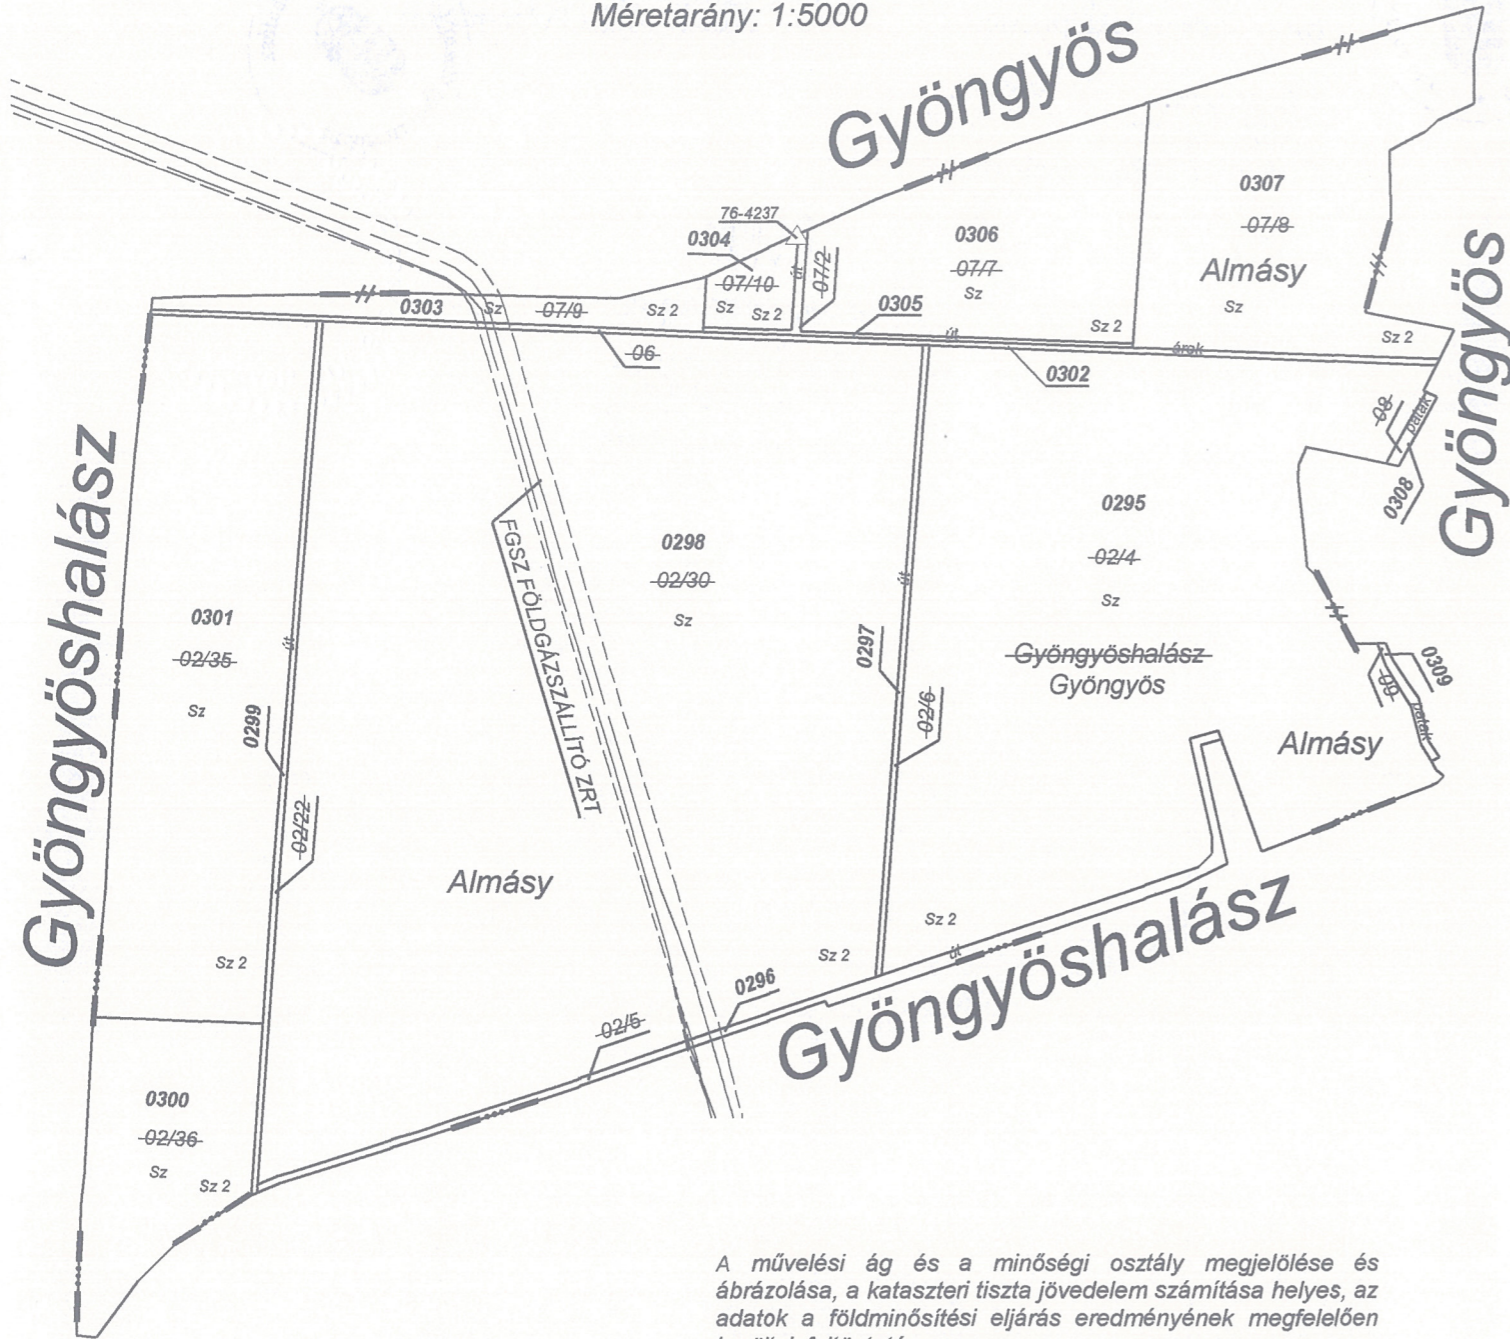 Méretarány: 1:5000
Gyöngyös
0307
07/8
Almásy
Sz
Sz 2
76-4237
0304
07/10
Sz
Sz 2
út
07/2
0306
07/7
Sz
Sz 2
0305
út
árok
0302
0303
Sz
07/9
Sz 2
06
Gyöngyös
08
patak
0308
Gyöngyöshalász
0301
02/35
Sz
Sz 2
út
0299
02/22
FGSZ FÖLDGÁZSZÁLLÍTÓ ZRT
0298
02/30
Sz
Almásy
Sz 2
út
0297
02/6
0295
02/4
Sz
Gyöngyöshalász
Gyöngyös
Almásy
09
0309
patak
Sz 2
út
0296
02/5
Gyöngyöshalász
0300
02/36
Sz
Sz 2
A művelési ág és a minőségi osztály megjelölése és
ábrázolása, a kataszteri tiszta jövedelem számítása helyes, az
adatok a földminősítési eljárás eredményének megfelelően